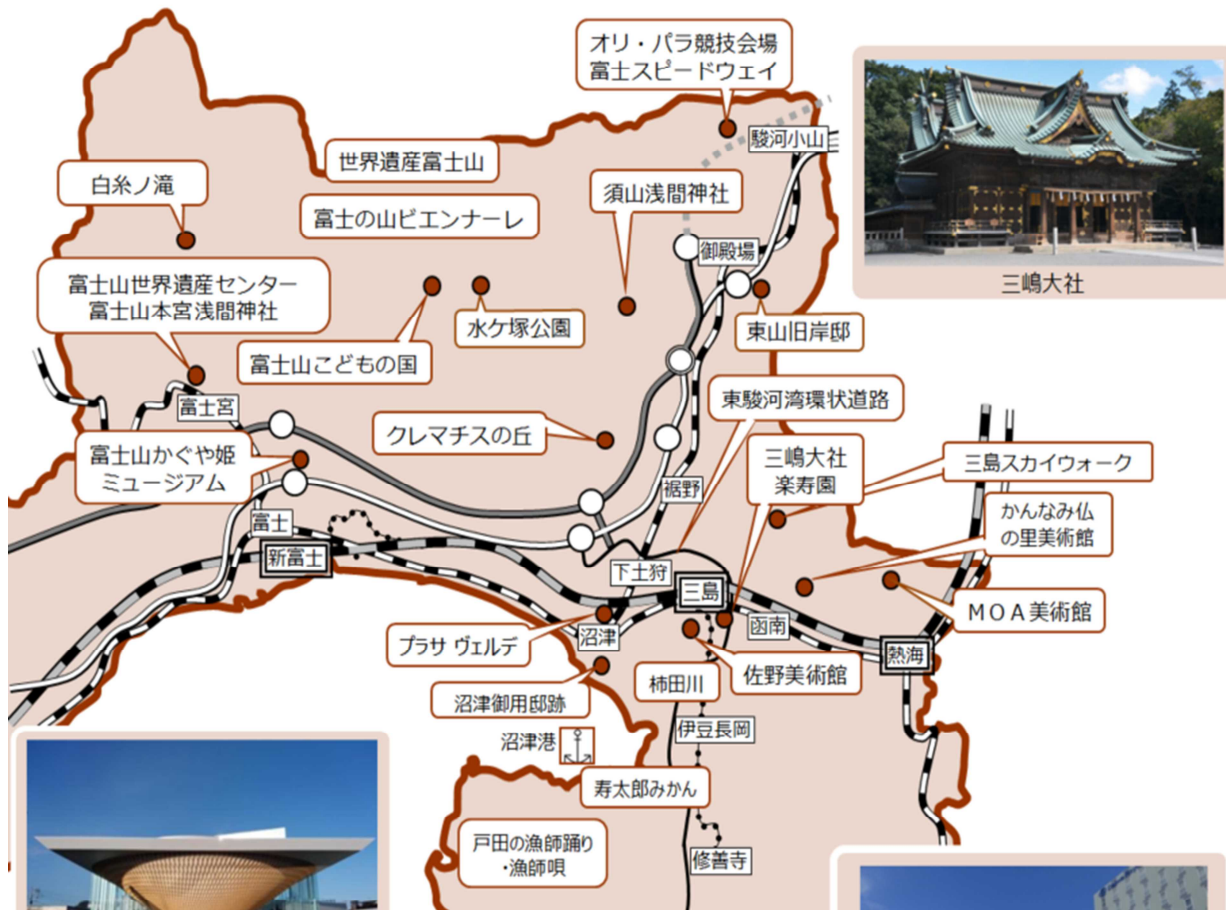 オリ・パラ競技会場
富士スピードウェイ
駿河小山
世界遺産富士山
白糸ノ滝
須山浅間神社
富士の山ビエンナーレ
御殿場
三嶋大社
富士山世界遺産センター
富士山本宮浅間神社
水ケ塚公園
東山旧岸邸
富士山こどもの国
東駿河湾環状道路
富士宮
クレマチスの丘
富士山かぐや姫
ミュージアム
三嶋大社
楽寿園
三島スカイウォーク
裾野
かんなみ仏
の里美術館
富士
新富士
下土狩
三島
MOA美術館
函南
沼津
プラサ ヴェルデ
熱海
佐野美術館
柿田川
沼津御用邸跡
伊豆長岡
沼津港
寿太郎みかん
戸田の漁師踊り
・漁師唄
修善寺